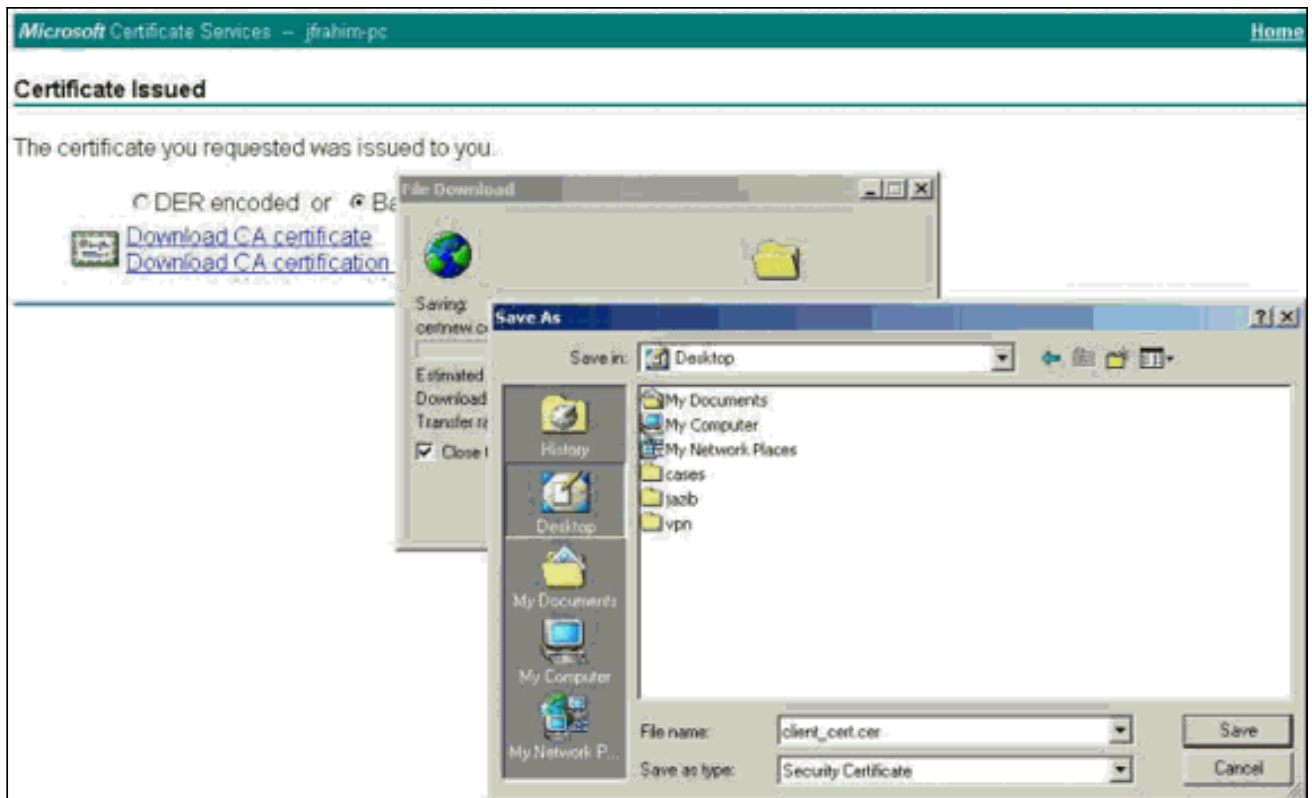 Microsoft Certificate Services -- jfrahim-pc Home
Certificate Issued
The certificate you requested was issued to you.
DER encoded or Ba
Download CA certificate
Download CA certification
File Download
Saving:
certnew.c
Estimated
Download
Transfer ra
Close t
Save As
Save in: Desktop
History
Desktop
My Documents
My Computer
My Network P...
My Documents
My Computer
My Network Places
cases
jazib
vpn
File name: client_cert.cer Save
Save as type: Security Certificate Cancel